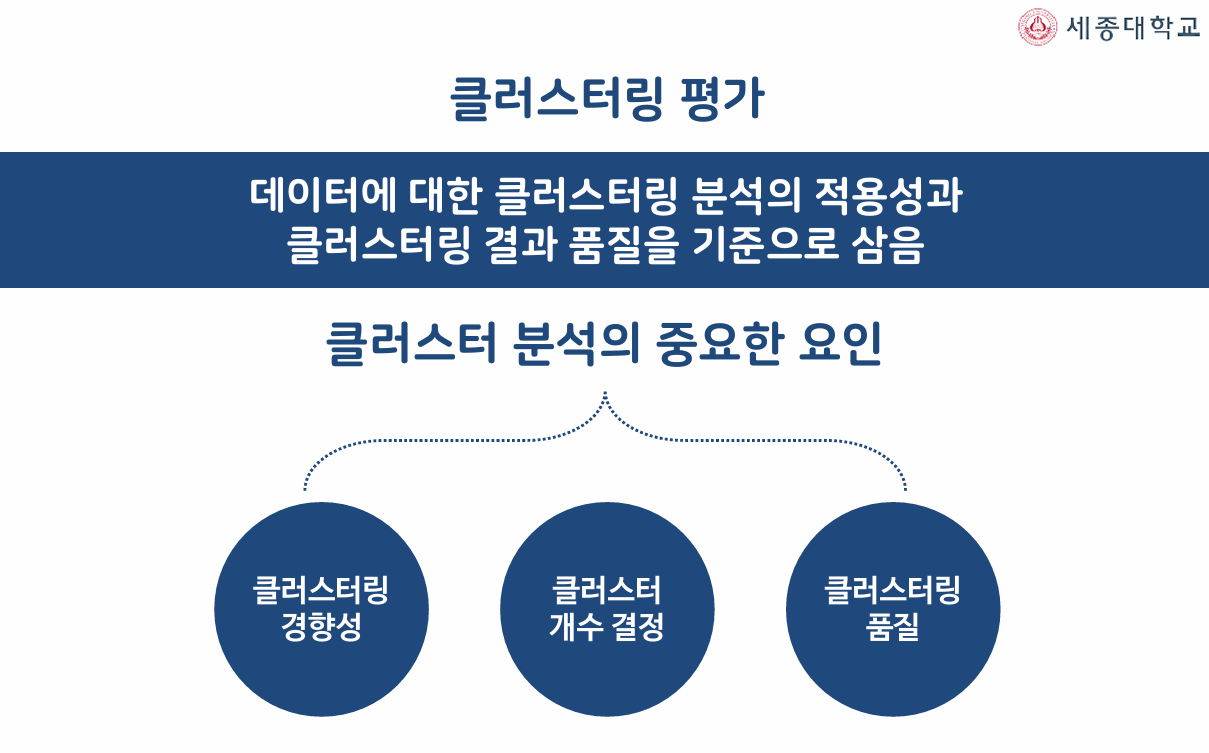 세종대학교
클러스터링 평가
데이터에 대한 클러스터링 분석의 적용성과
클러스터링 결과 품질을 기준으로 삼음
클러스터 분석의 중요한 요인
클러스터링
경향성
클러스터
개수 결정
클러스터링
품질